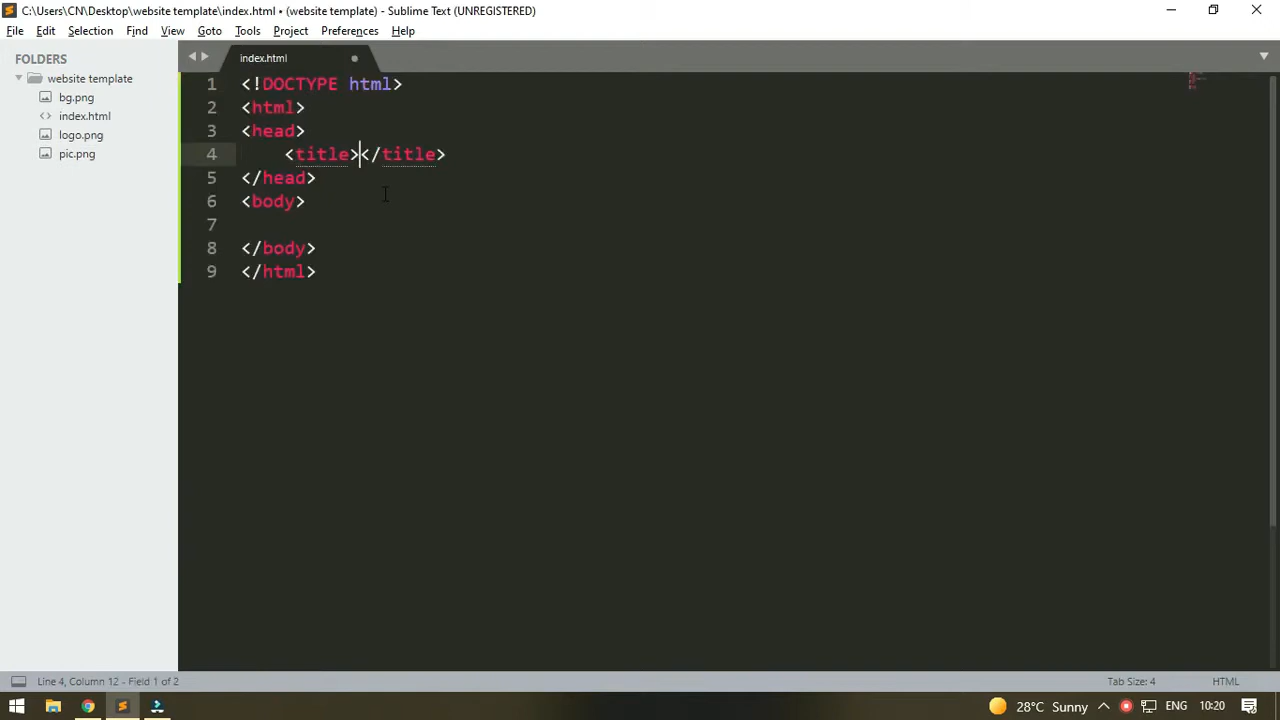 C:\Users\CN\Desktop\website template\index.html • (website template) - Sublime Text (UNREGISTERED)
File Edit Selection Find View Goto Tools Project Preferences Help
FOLDERS
website template
bg.png
index.html
logo.png
pic.png
index.html
1 <!DOCTYPE html>
2 <html>
3 <head>
4     <title></title>
5 </head>
6 <body>
7
8 </body>
9 </html>
Line 4, Column 12 - Field 1 of 2
Tab Size: 4
HTML
28°C Sunny
ENG
10:20